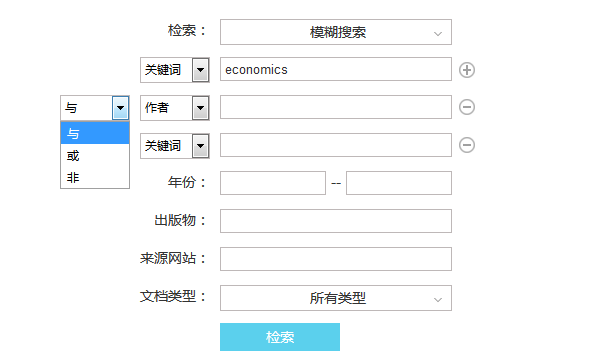 检索： 模糊搜索
关键词 economics
与 作者
与
或 关键词
非
年份： --
出版物：
来源网站：
文档类型： 所有类型
检索